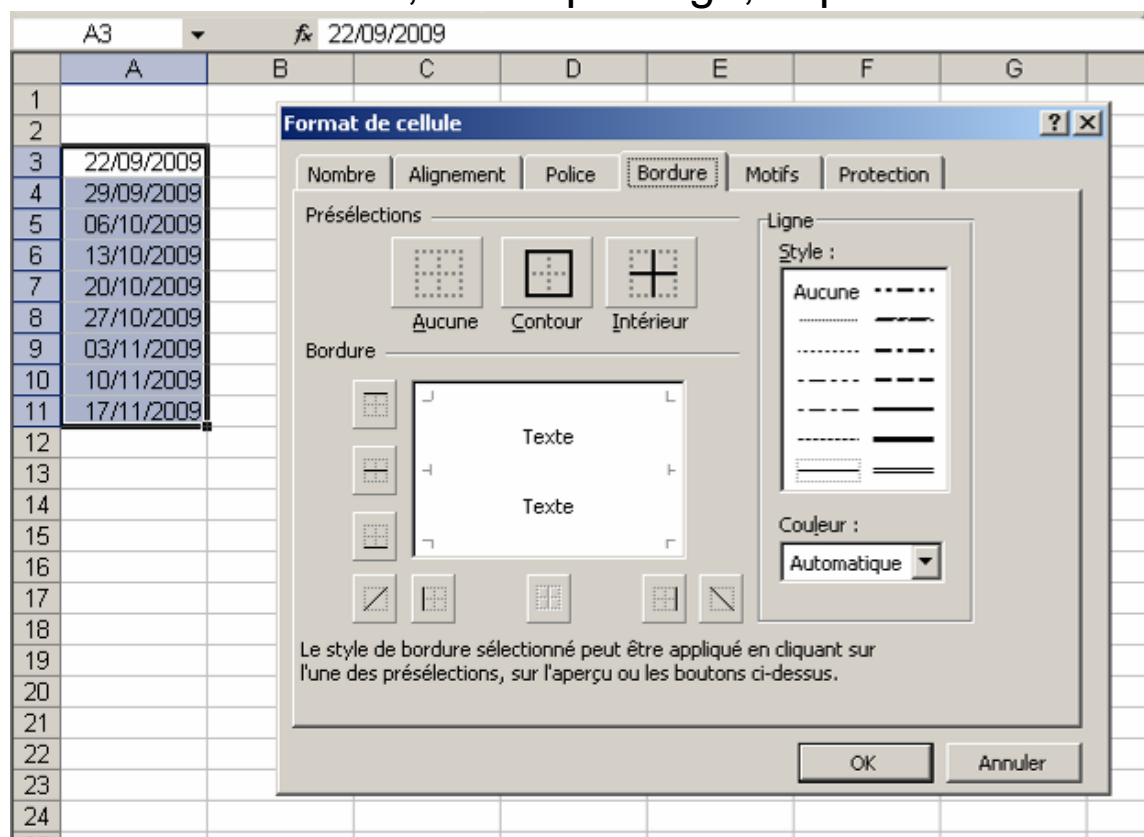 A3 fx 22/09/2009
A B C D E F G
1
2
3 22/09/2009
4 29/09/2009
5 06/10/2009
6 13/10/2009
7 20/10/2009
8 27/10/2009
9 03/11/2009
10 10/11/2009
11 17/11/2009
12
13
14
15
16
17
18
19
20
21
22
23
24
Format de cellule
Nombre Alignement Police Bordure Motifs Protection
Présélections
Aucune Contour Intérieur
Bordure
Texte
Texte
Ligne
Style :
Aucune
Couleur :
Automatique
Le style de bordure sélectionné peut être appliqué en cliquant sur
l'une des présélections, sur l'aperçu ou les boutons ci-dessus.
OK Annuler